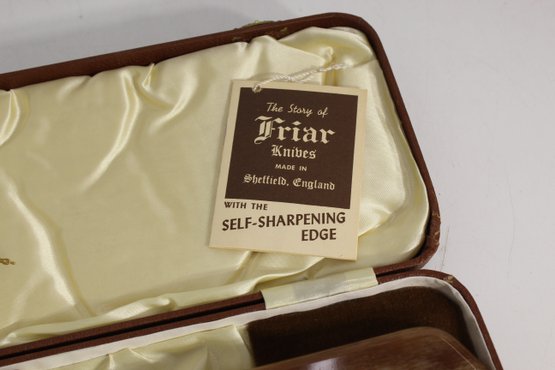 The Story of
Friar
Knives
MADE IN
Sheffield, England
WITH THE
SELF-SHARPENING
EDGE